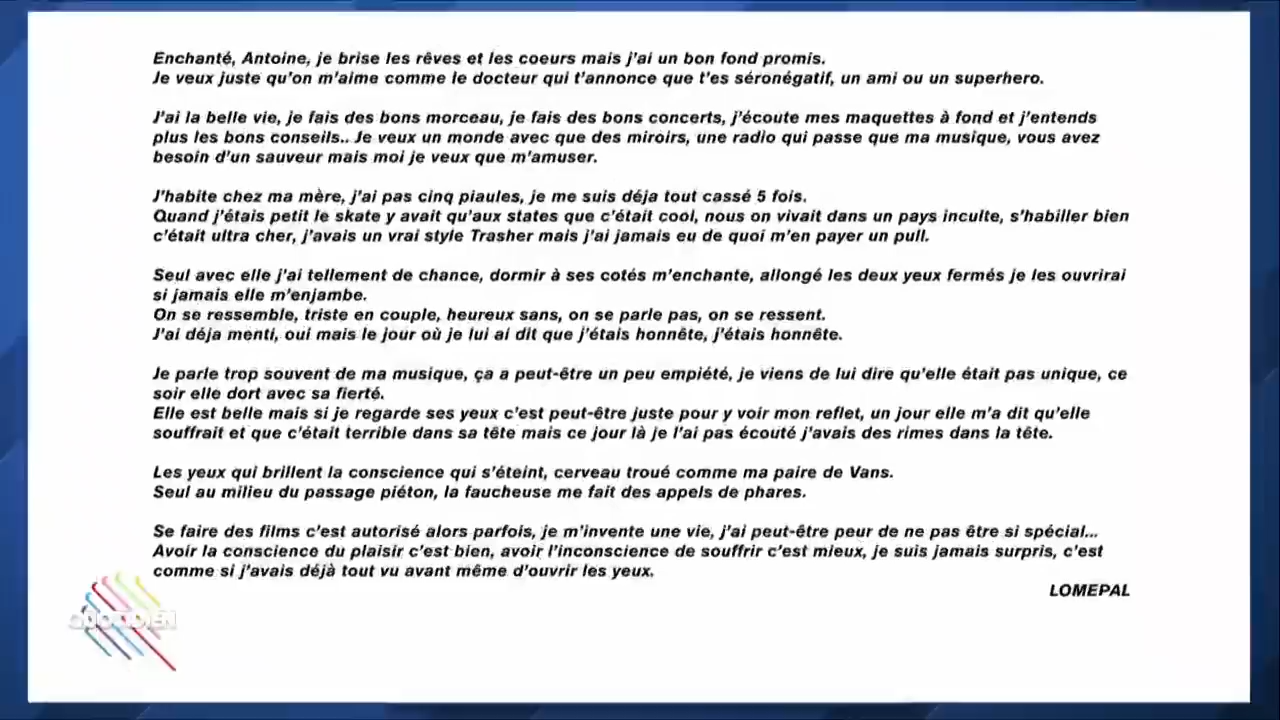 Enchanté, Antoine, je brise les rêves et les coeurs mais j'ai un bon fond promis.
Je veux juste qu'on m'aime comme le docteur qui t'annonce que t'es séronégatif, un ami ou un superhero.
J'ai la belle vie, je fais des bons morceau, je fais des bons concerts, j'écoute mes maquettes à fond et j'entends
plus les bons conseils.. Je veux un monde avec que des miroirs, une radio qui passe que ma musique, vous avez
besoin d'un sauveur mais moi je veux que m'amuser.
J'habite chez ma mère, j'ai pas cinq piaules, je me suis déja tout cassé 5 fois.
Quand j'étais petit le skate y avait qu'aux states que c'était cool, nous on vivait dans un pays inculte, s'habiller bien
c'était ultra cher, j'avais un vrai style Trasher mais j'ai jamais eu de quoi m'en payer un pull.
Seul avec elle j'ai tellement de chance, dormir à ses cotés m'enchante, allongé les deux yeux fermés je les ouvrirai
si jamais elle m'enjambe.
On se ressemble, triste en couple, heureux sans, on se parle pas, on se ressent.
J'ai déja menti, oui mais le jour où je lui ai dit que j'étais honnête, j'étais honnête.
Je parle trop souvent de ma musique, ça a peut-être un peu empiété, je viens de lui dire qu'elle était pas unique, ce
soir elle dort avec sa fierté.
Elle est belle mais si je regarde ses yeux c'est peut-être juste pour y voir mon reflet, un jour elle m'a dit qu'elle
souffrait et que c'était terrible dans sa tête mais ce jour là je l'ai pas écouté j'avais des rimes dans la tête.
Les yeux qui brillent la conscience qui s'éteint, cerveau troué comme ma paire de Vans.
Seul au milieu du passage piéton, la faucheuse me fait des appels de phares.
Se faire des films c'est autorisé alors parfois, je m'invente une vie, j'ai peut-être peur de ne pas être si spécial...
Avoir la conscience du plaisir c'est bien, avoir l'inconscience de souffrir c'est mieux, je suis jamais surpris, c'est
comme si j'avais déjà tout vu avant même d'ouvrir les yeux.
LOMEPAL
QUOTIDIEN